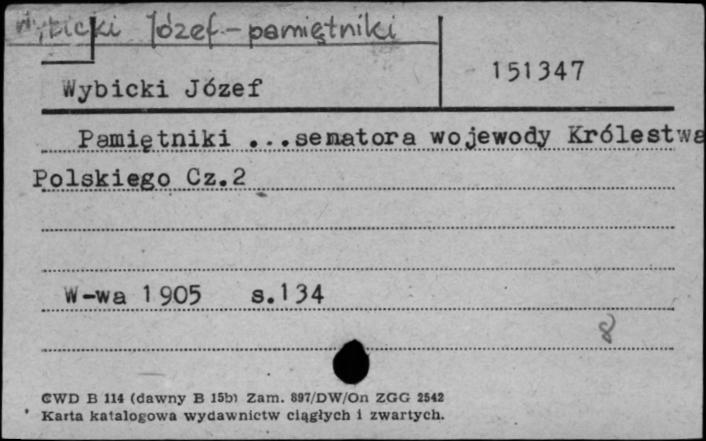 Wybicki Józef - pamiętniki
151347
Wybicki Józef
Pamiętniki ...senatora wojewody Królestwa
Polskiego Cz.2
W-wa 1905 s.134
8
CWD B 114 (dawny B 15b) Zam. 897/DW/On ZGG 2542
Karta katalogowa wydawnictw ciągłych i zwartych.